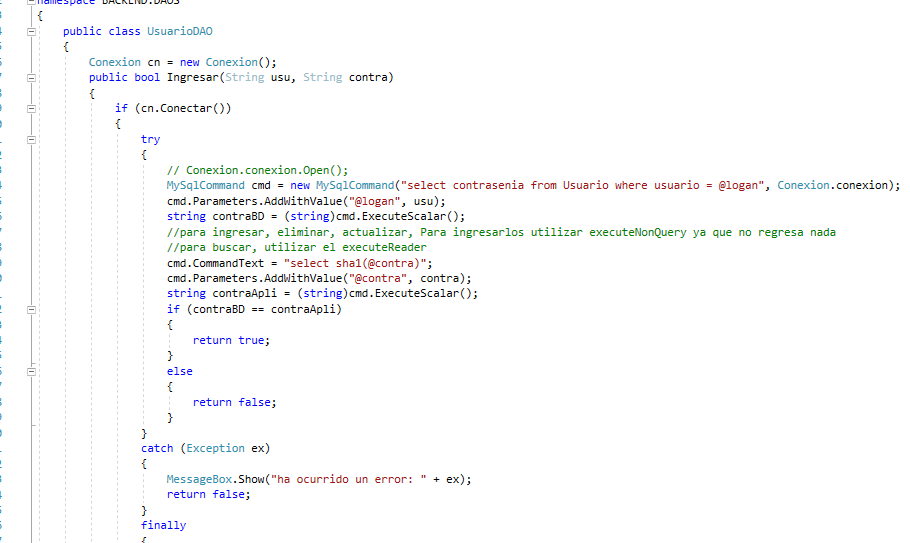 namespace BACKEND.DAOS
{
public class UsuarioDAO
{
Conexion cn = new Conexion();
public bool Ingresar(String usu, String contra)
{
if (cn.Conectar())
{
try
{
// Conexion.conexion.Open();
MySqlCommand cmd = new MySqlCommand("select contrasenia from Usuario where usuario = @logan", Conexion.conexion);
cmd.Parameters.AddWithValue("@logan", usu);
string contraBD = (string)cmd.ExecuteScalar();
//para ingresar, eliminar, actualizar, Para ingresarlos utilizar executeNonQuery ya que no regresa nada
//para buscar, utilizar el executeReader
cmd.CommandText = "select sha1(@contra)";
cmd.Parameters.AddWithValue("@contra", contra);
string contraApli = (string)cmd.ExecuteScalar();
if (contraBD == contraApli)
{
return true;
}
else
{
return false;
}
}
catch (Exception ex)
{
MessageBox.Show("ha ocurrido un error: " + ex);
return false;
}
finally
{